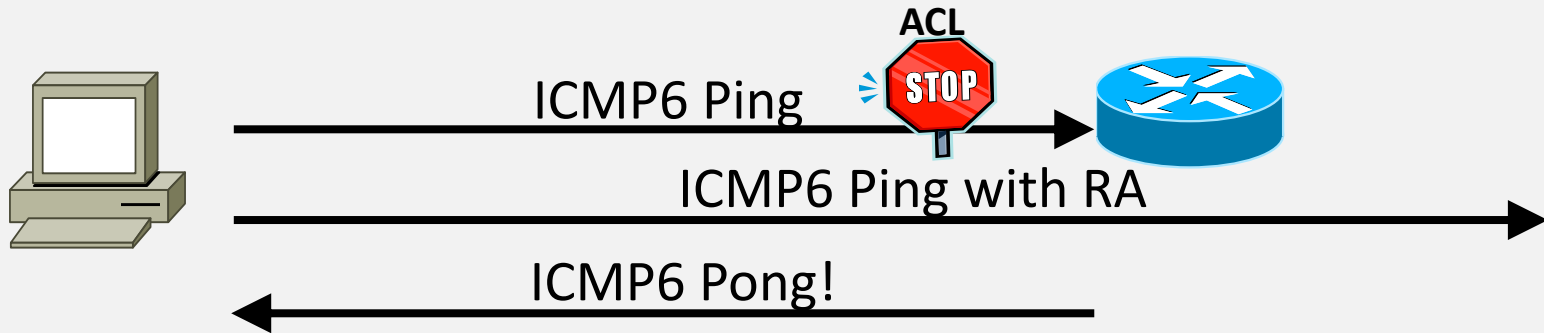 ACL
STOP
ICMP6 Ping
ICMP6 Ping with RA
ICMP6 Pong!